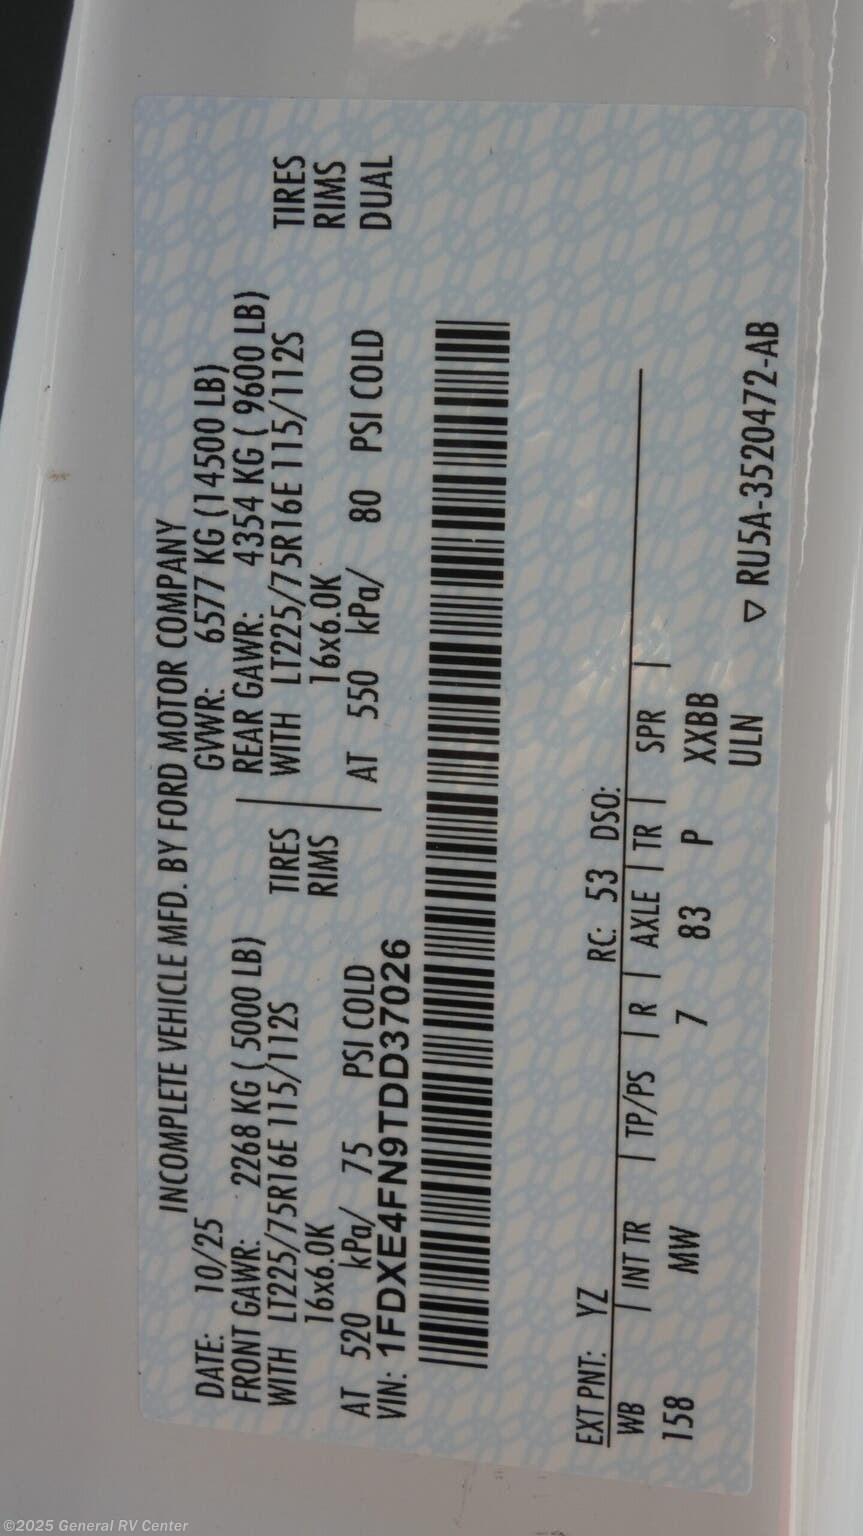 INCOMPLETE VEHICLE MFD. BY FORD MOTOR COMPANY
DATE: 10/25 GVWR: 6577 KG (14500 LB)
FRONT GAWR: 2268 KG ( 5000 LB) REAR GAWR: 4354 KG ( 9600 LB)
WITH LT225/75R16E 115/112S TIRES WITH LT225/75R16E 115/112S TIRES
16x6.0K RIMS 16x6.0K RIMS
AT 520 kPa/ 75 PSI COLD AT 550 kPa/ 80 PSI COLD DUAL
VIN: 1FDXE4FN9TDD37026
EXT PNT: YZ RC: 53 DSO:
WB INT TR TP/PS R AXLE TR SPR
158 MW 7 83 P XXBB
ULN
▽ RU5A-3520472-AB
©2025 General RV Center